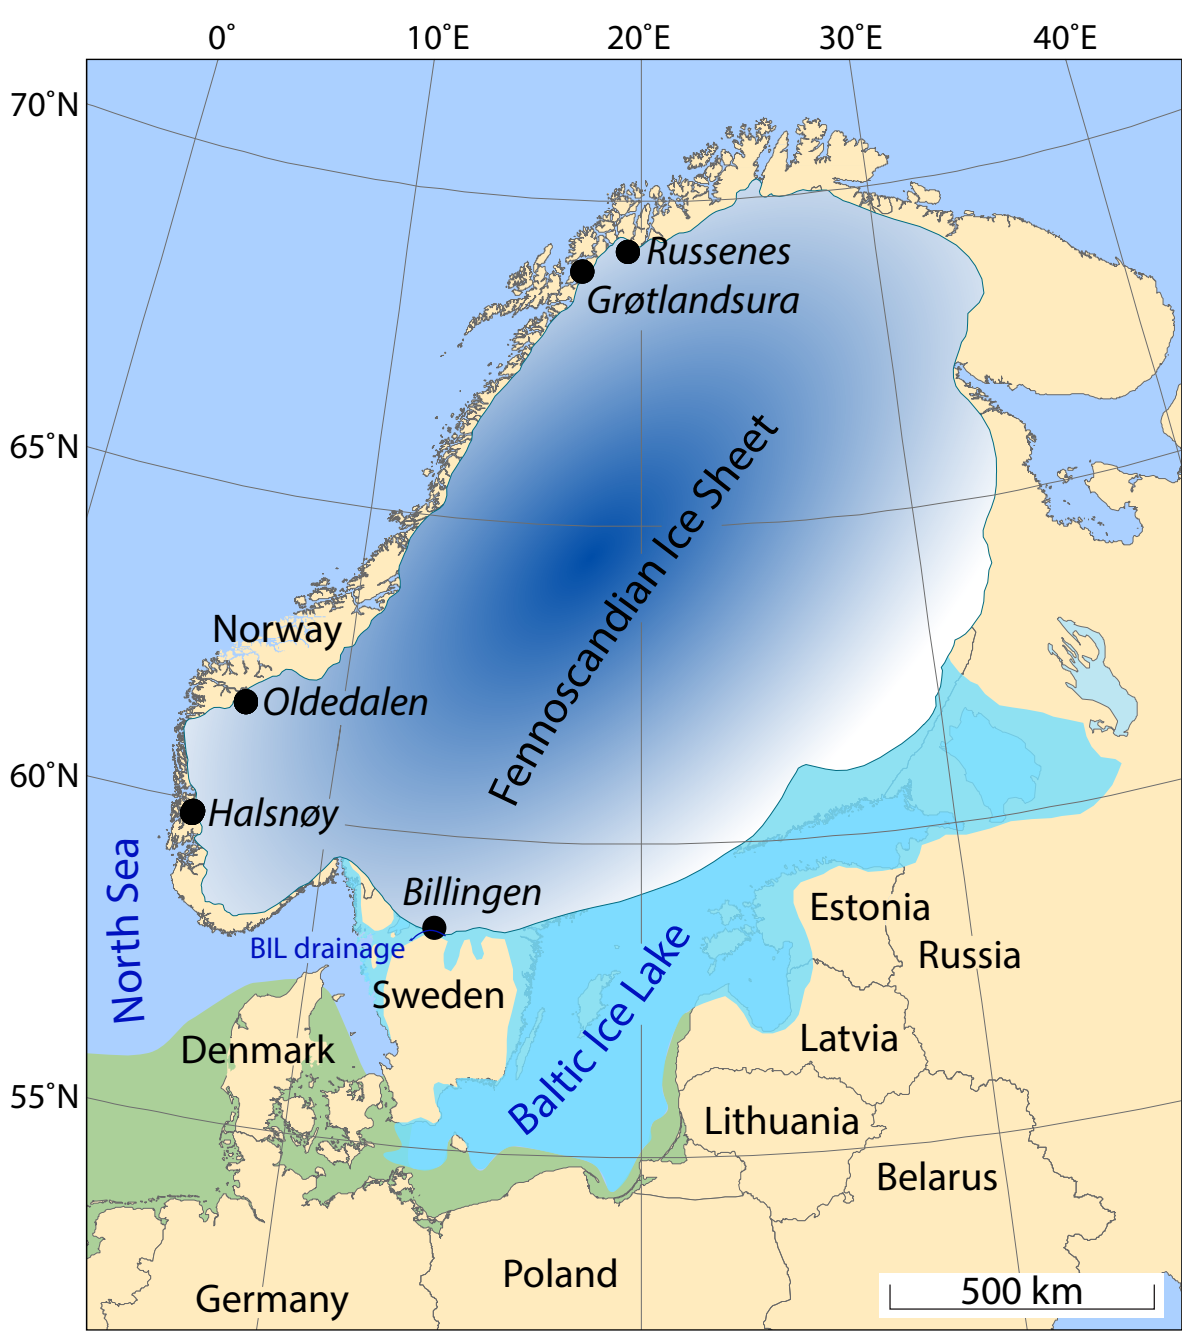 0˚
10˚E
20˚E
30˚E
40˚E
70˚N
65˚N
60˚N
55˚N
Russenes
Grøtlandsura
Fennoscandian Ice Sheet
Norway
Oldedalen
Halsnøy
Billingen
BIL drainage
North Sea
Sweden
Denmark
Baltic Ice Lake
Estonia
Russia
Latvia
Lithuania
Belarus
Poland
Germany
500 km